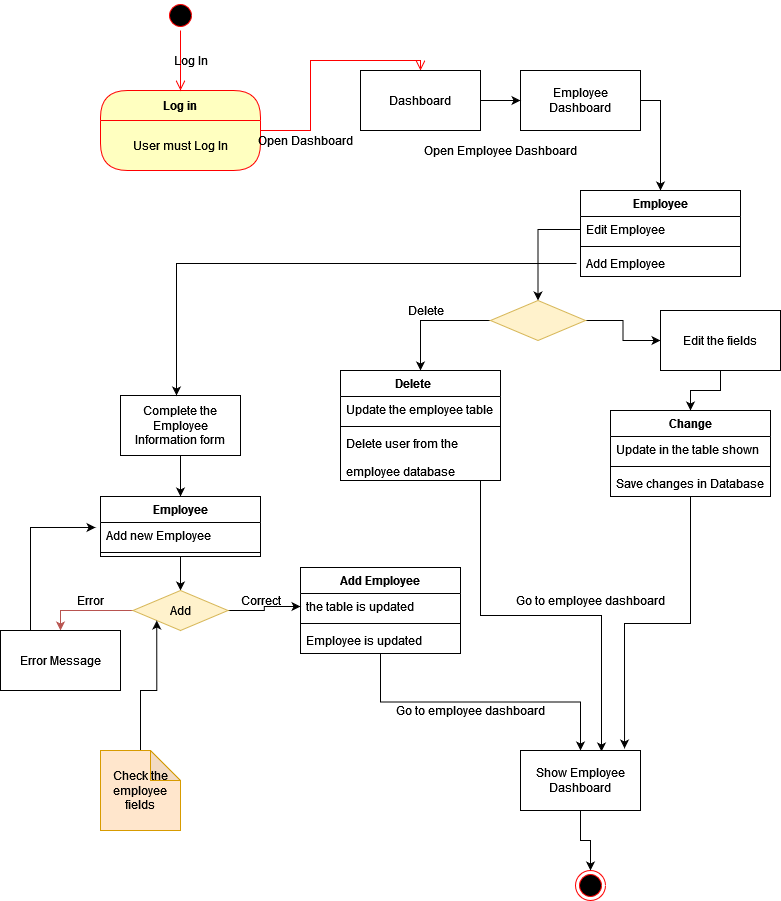 Log In
Log in
User must Log In
Open Dashboard
Dashboard
Employee
Dashboard
Open Employee Dashboard
Employee
Edit Employee
Add Employee
Delete
Edit the fields
Delete
Update the employee table
Delete user from the
employee database
Change
Update in the table shown
Save changes in Database
Complete the
Employee
Information form
Employee
Add new Employee
Add
Error
Correct
Error Message
Add Employee
the table is updated
Employee is updated
Go to employee dashboard
Go to employee dashboard
Check the
employee
fields
Show Employee
Dashboard